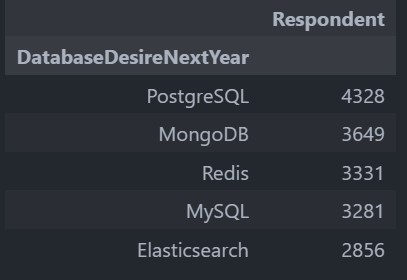 Respondent
DatabaseDesireNextYear
PostgreSQL 4328
MongoDB 3649
Redis 3331
MySQL 3281
Elasticsearch 2856